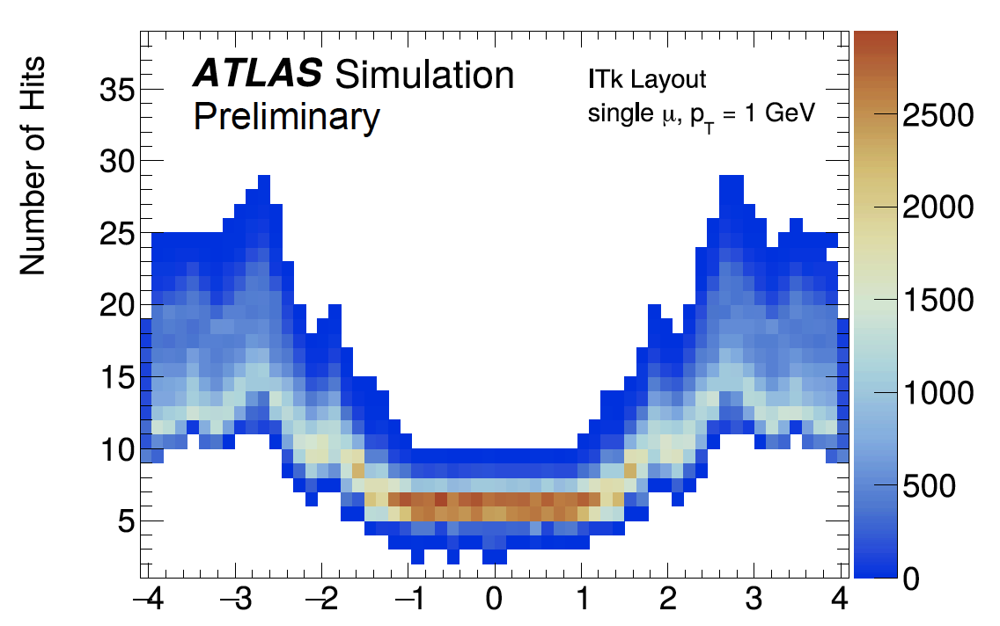 Number of Hits
ATLAS Simulation
Preliminary
ITk Layout
single μ, pT = 1 GeV
35
30
25
20
15
10
5
−4 −3 −2 −1 0 1 2 3 4
2500
2000
1500
1000
500
0